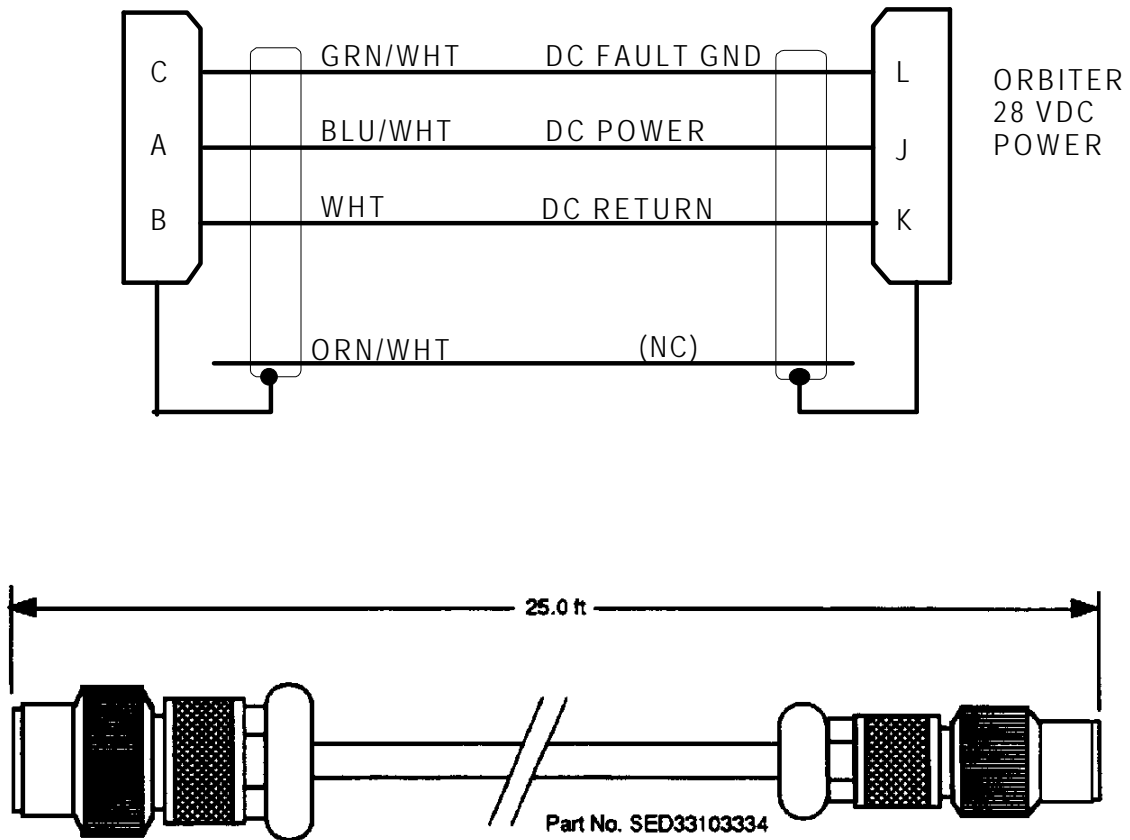 C GRN/WHT DC FAULT GND L
A BLU/WHT DC POWER J
B WHT DC RETURN K
ORBITER
28 VDC
POWER
ORN/WHT (NC)
25.0 ft
Part No. SED33103334